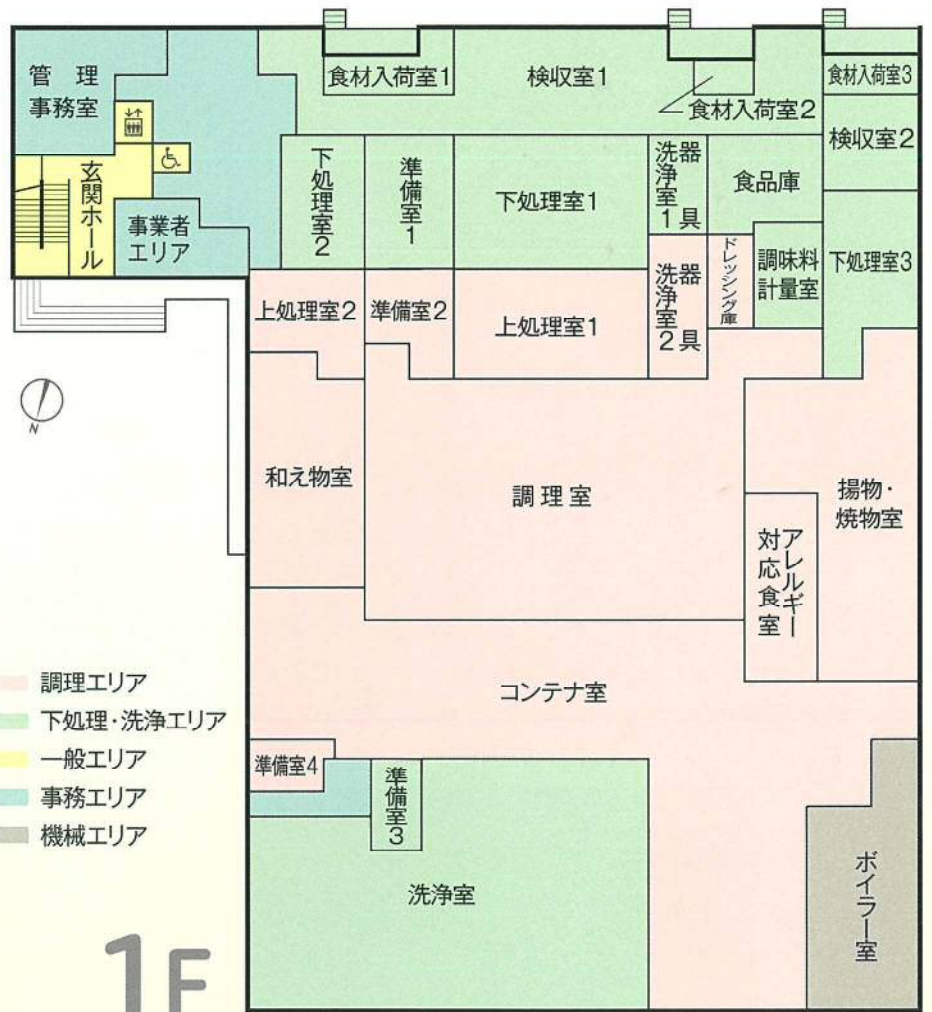 管理
事務室
食材入荷室1
検収室1
食材入荷室2
食材入荷室3
検収室2
玄関ホール
事業者
エリア
下処理室2
準備室1
下処理室1
器具
洗浄室1
食品庫
ドレッシング庫
調味料
計量室
下処理室3
上処理室2
準備室2
上処理室1
器具
洗浄室2
和え物室
調理室
揚物・
焼物室
アレルギー
対応食室
コンテナ室
準備室4
準備室3
洗浄室
ボイラー室
N
調理エリア
下処理・洗浄エリア
一般エリア
事務エリア
機械エリア
1F